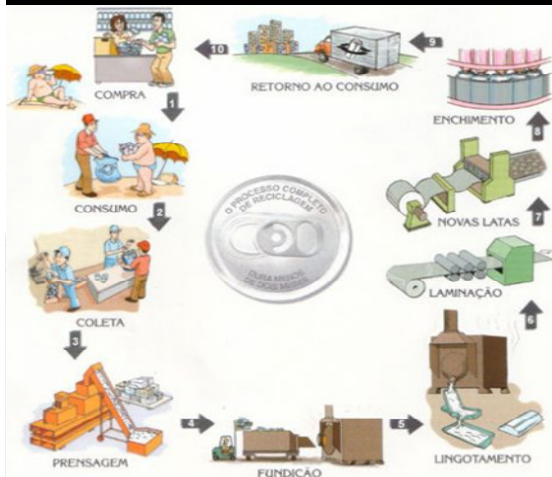 COMPRA
1
CONSUMO
2
COLETA
3
PRENSAGEM
4
FUNDIÇÃO
5
LINGOTAMENTO
6
LAMINAÇÃO
7
NOVAS LATAS
8
ENCHIMENTO
9
RETORNO AO CONSUMO
10
O PROCESSO COMPLETO
DE RECICLAGEM
DURA MENOS
DE DOIS MESES